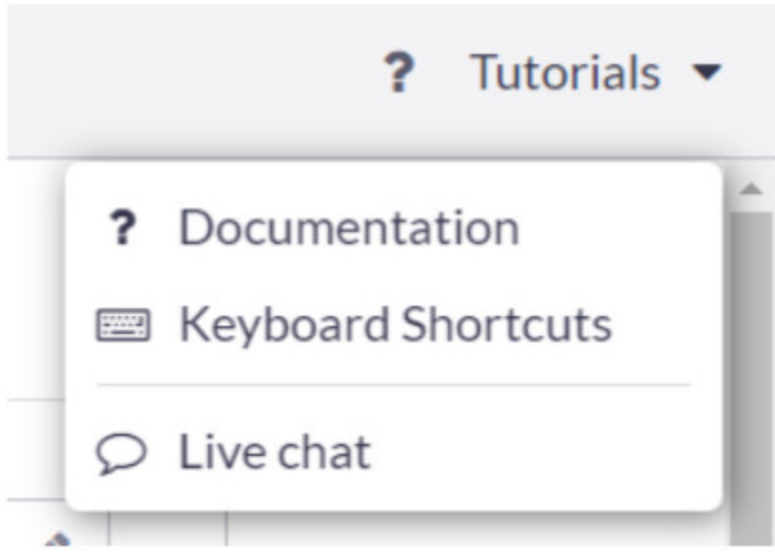 ? Tutorials
? Documentation
Keyboard Shortcuts
Live chat